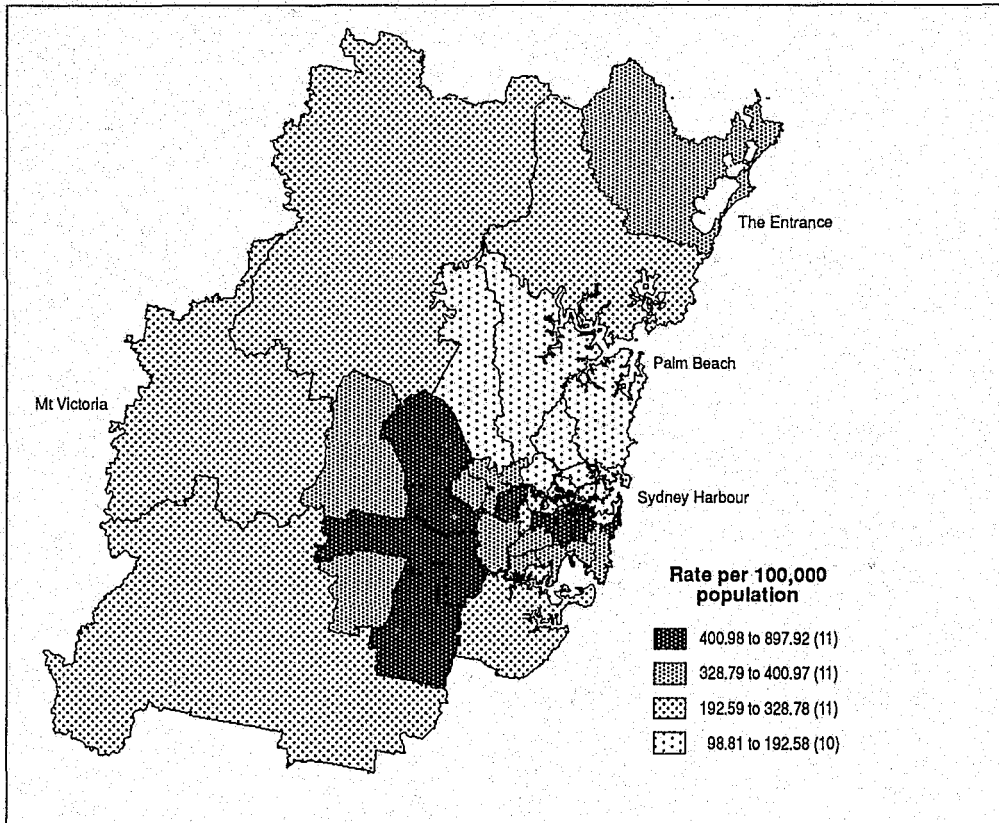 The Entrance
Palm Beach
Mt Victoria
Sydney Harbour
Rate per 100,000
population
400.98 to 897.92 (11)
328.79 to 400.97 (11)
192.59 to 328.78 (11)
98.81 to 192.58 (10)